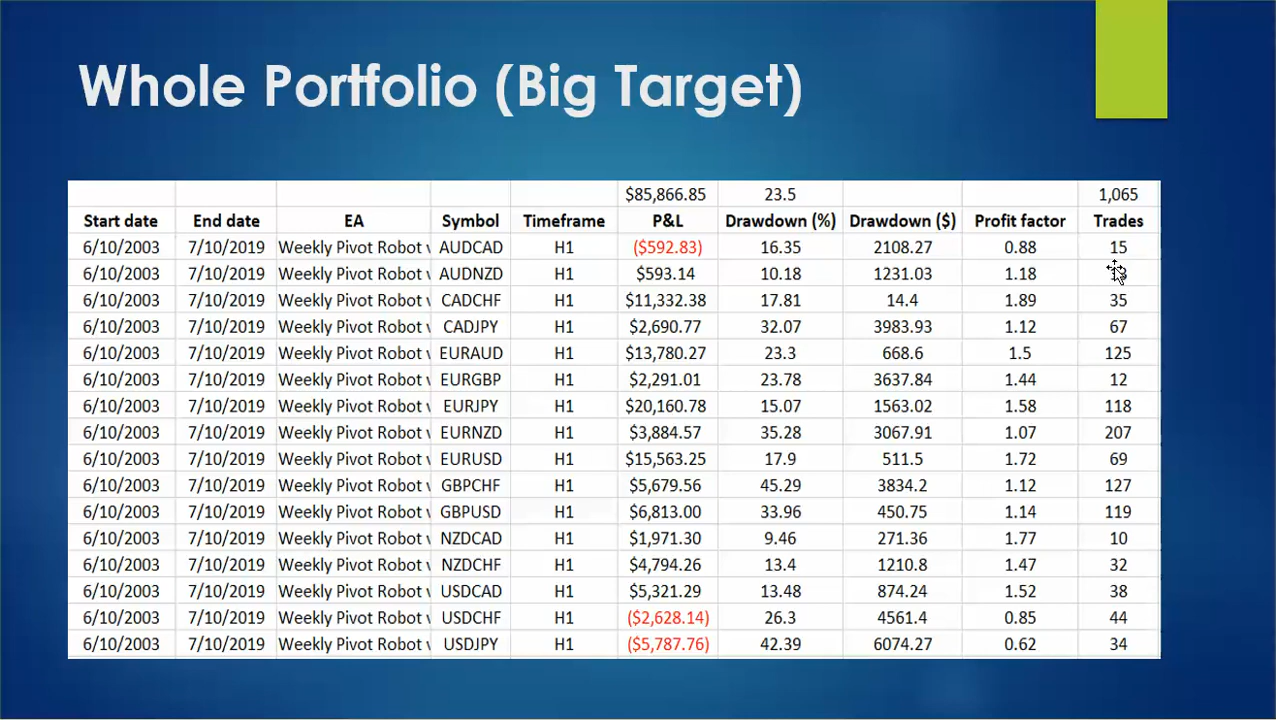 Whole Portfolio (Big Target)
$85,866.85 23.5 1,065
Start date End date EA Symbol Timeframe P&L Drawdown (%) Drawdown ($) Profit factor Trades
6/10/2003 7/10/2019 Weekly Pivot Robot v AUDCAD H1 ($592.83) 16.35 2108.27 0.88 15
6/10/2003 7/10/2019 Weekly Pivot Robot v AUDNZD H1 $593.14 10.18 1231.03 1.18 13
6/10/2003 7/10/2019 Weekly Pivot Robot v CADCHF H1 $11,332.38 17.81 14.4 1.89 35
6/10/2003 7/10/2019 Weekly Pivot Robot v CADJPY H1 $2,690.77 32.07 3983.93 1.12 67
6/10/2003 7/10/2019 Weekly Pivot Robot v EURAUD H1 $13,780.27 23.3 668.6 1.5 125
6/10/2003 7/10/2019 Weekly Pivot Robot v EURGBP H1 $2,291.01 23.78 3637.84 1.44 12
6/10/2003 7/10/2019 Weekly Pivot Robot v EURJPY H1 $20,160.78 15.07 1563.02 1.58 118
6/10/2003 7/10/2019 Weekly Pivot Robot v EURNZD H1 $3,884.57 35.28 3067.91 1.07 207
6/10/2003 7/10/2019 Weekly Pivot Robot v EURUSD H1 $15,563.25 17.9 511.5 1.72 69
6/10/2003 7/10/2019 Weekly Pivot Robot v GBPCHF H1 $5,679.56 45.29 3834.2 1.12 127
6/10/2003 7/10/2019 Weekly Pivot Robot v GBPUSD H1 $6,813.00 33.96 450.75 1.14 119
6/10/2003 7/10/2019 Weekly Pivot Robot v NZDCAD H1 $1,971.30 9.46 271.36 1.77 10
6/10/2003 7/10/2019 Weekly Pivot Robot v NZDCHF H1 $4,794.26 13.4 1210.8 1.47 32
6/10/2003 7/10/2019 Weekly Pivot Robot v USDCAD H1 $5,321.29 13.48 874.24 1.52 38
6/10/2003 7/10/2019 Weekly Pivot Robot v USDCHF H1 ($2,628.14) 26.3 4561.4 0.85 44
6/10/2003 7/10/2019 Weekly Pivot Robot v USDJPY H1 ($5,787.76) 42.39 6074.27 0.62 34